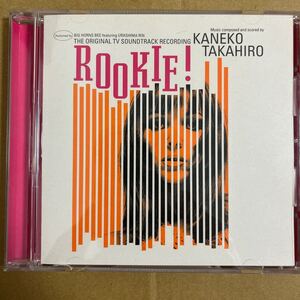 Performed by
BIG HORNS BEE featuring URASHIMA RIN
THE ORIGINAL TV SOUNDTRACK RECORDING
Music composed and scored by
KANEKO
TAKAHIRO
ROOKIE!